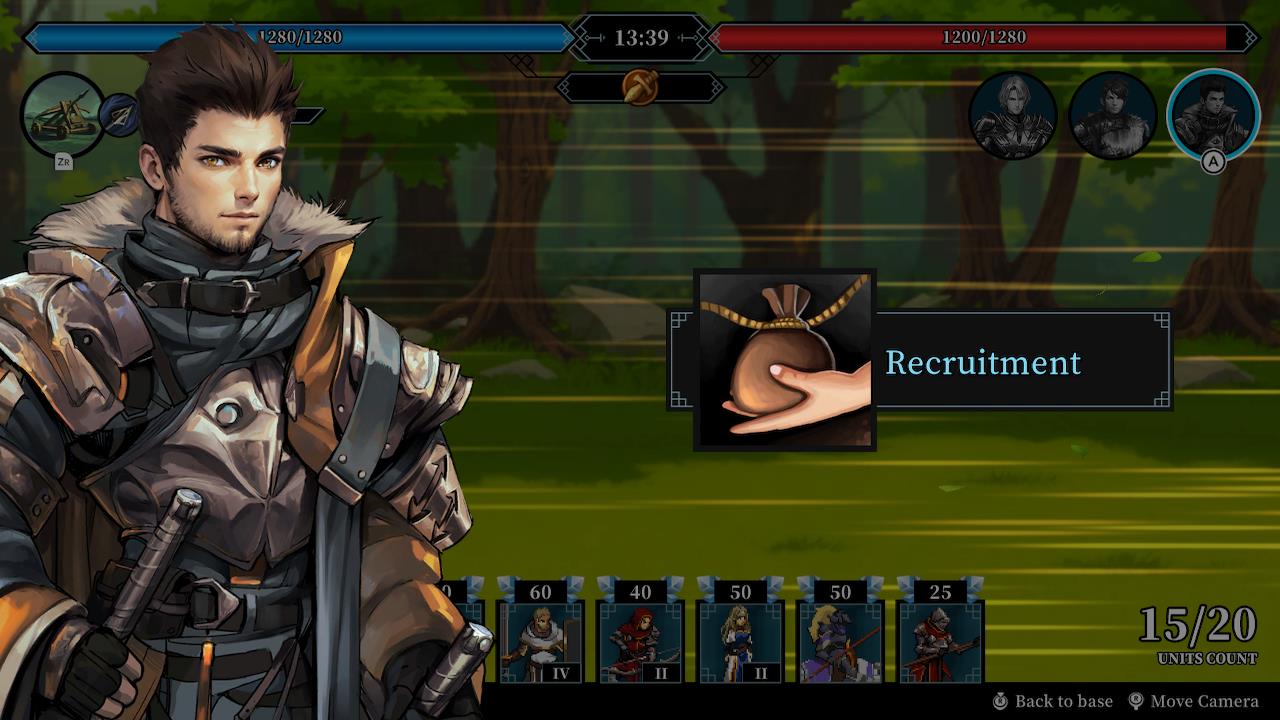 1280/1280
13:39
1200/1280
ZR
A
Recruitment
0
60
40
50
50
25
IV
II
II
15/20
UNITS COUNT
Back to base
Move Camera